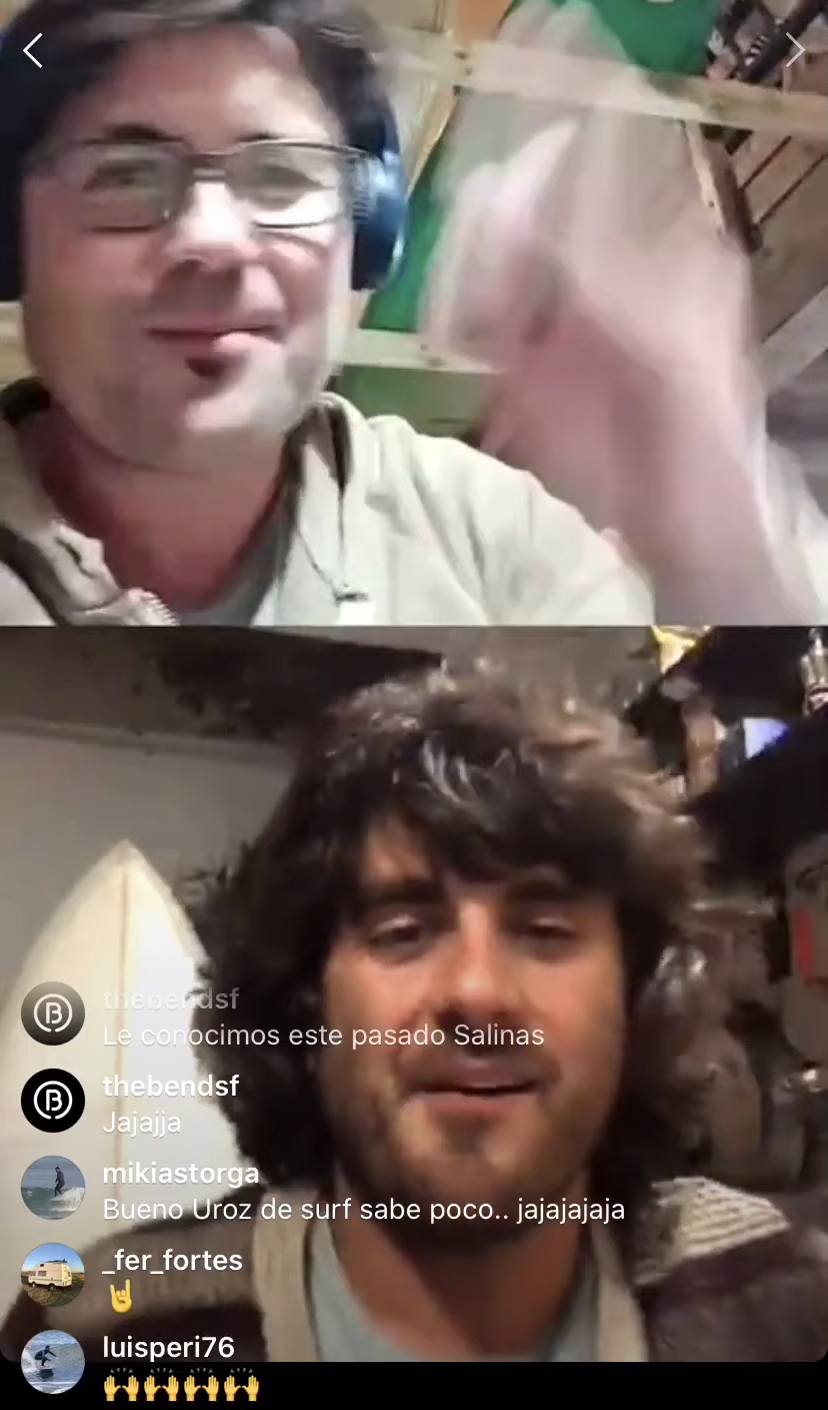 thebendsf
Le conocimos este pasado Salinas
thebendsf
Jajajja
mikiastorga
Bueno Uroz de surf sabe poco.. jajajajaja
_fer_fortes
🤘
luisperi76
🙌🙌🙌🙌